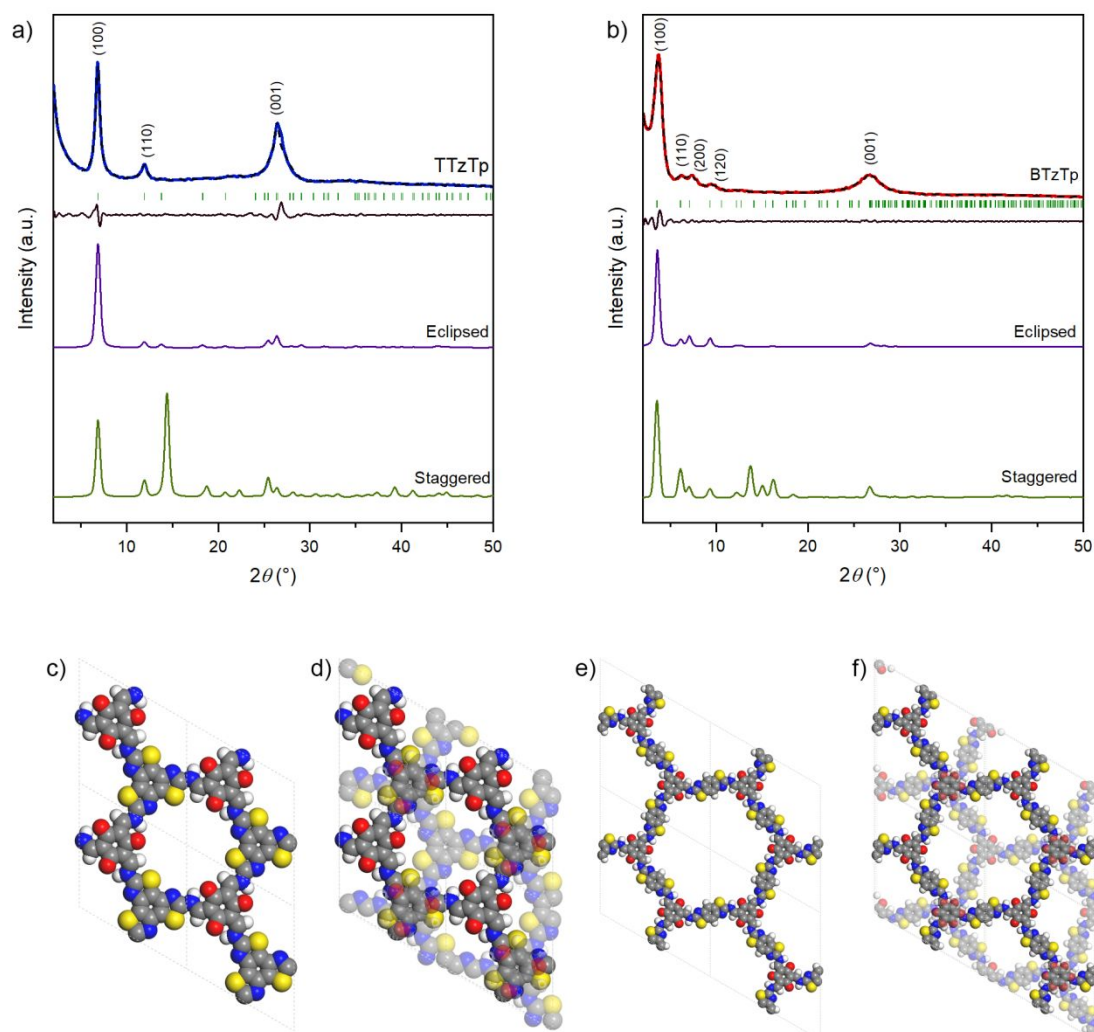 a)
(100)
(110)
(001)
TTzTp
Eclipsed
Staggered
Intensity (a.u.)
10
20
30
40
50
2θ (°)
b)
(100)
(110)
(200)
(120)
(001)
BTzTp
Eclipsed
Staggered
Intensity (a.u.)
10
20
30
40
50
2θ (°)
c)
d)
e)
f)